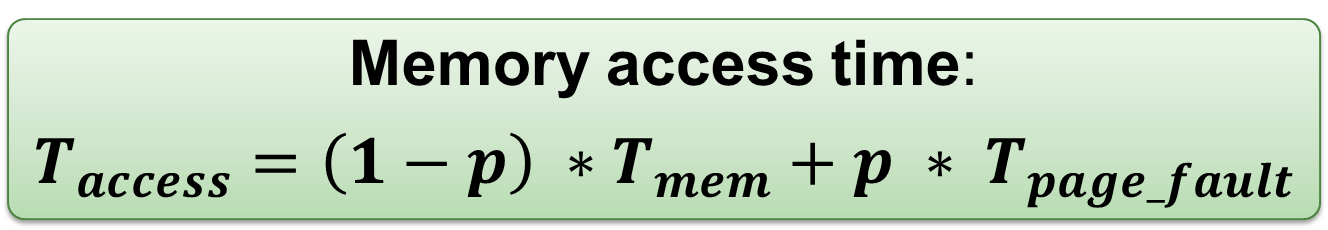 Memory access time:
T_access = (1 − p) * T_mem + p * T_page_fault